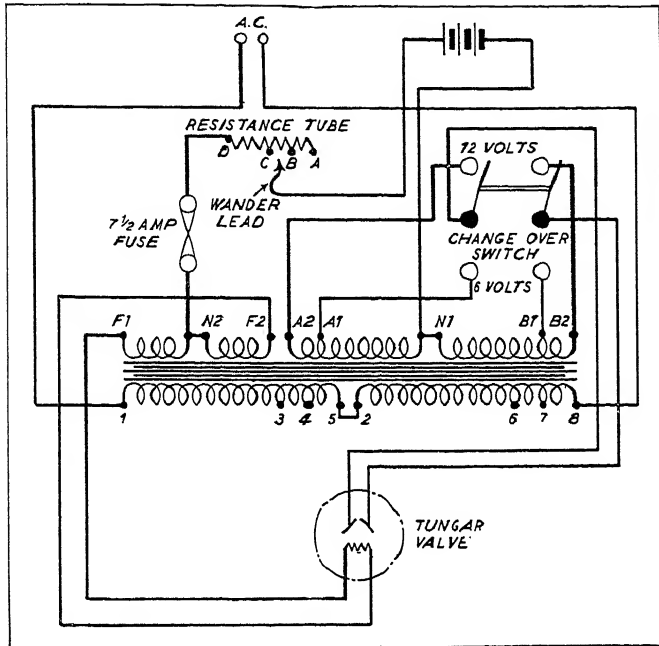 A.C.
RESISTANCE TUBE
D C B A
WANDER
LEAD
7½ AMP
FUSE
12 VOLTS
CHANGE OVER
SWITCH
6 VOLTS
F1 N2 F2 A2 A1 N1 B1 B2
1 3 4 5 2 6 7 8
TUNGAR
VALVE